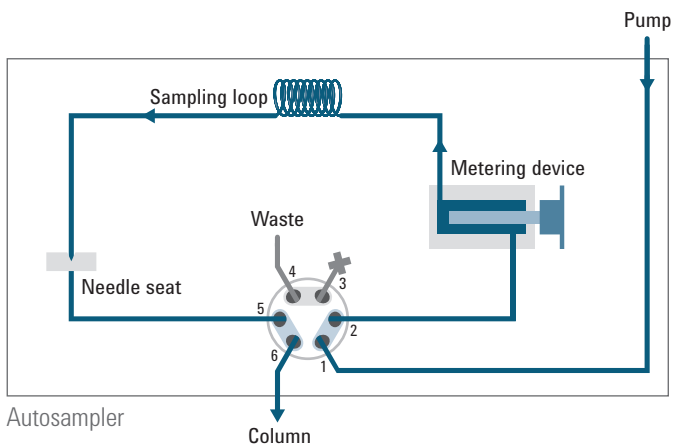 Pump
Sampling loop
Metering device
Waste
Needle seat
4
3
5
2
6
1
Autosampler
Column